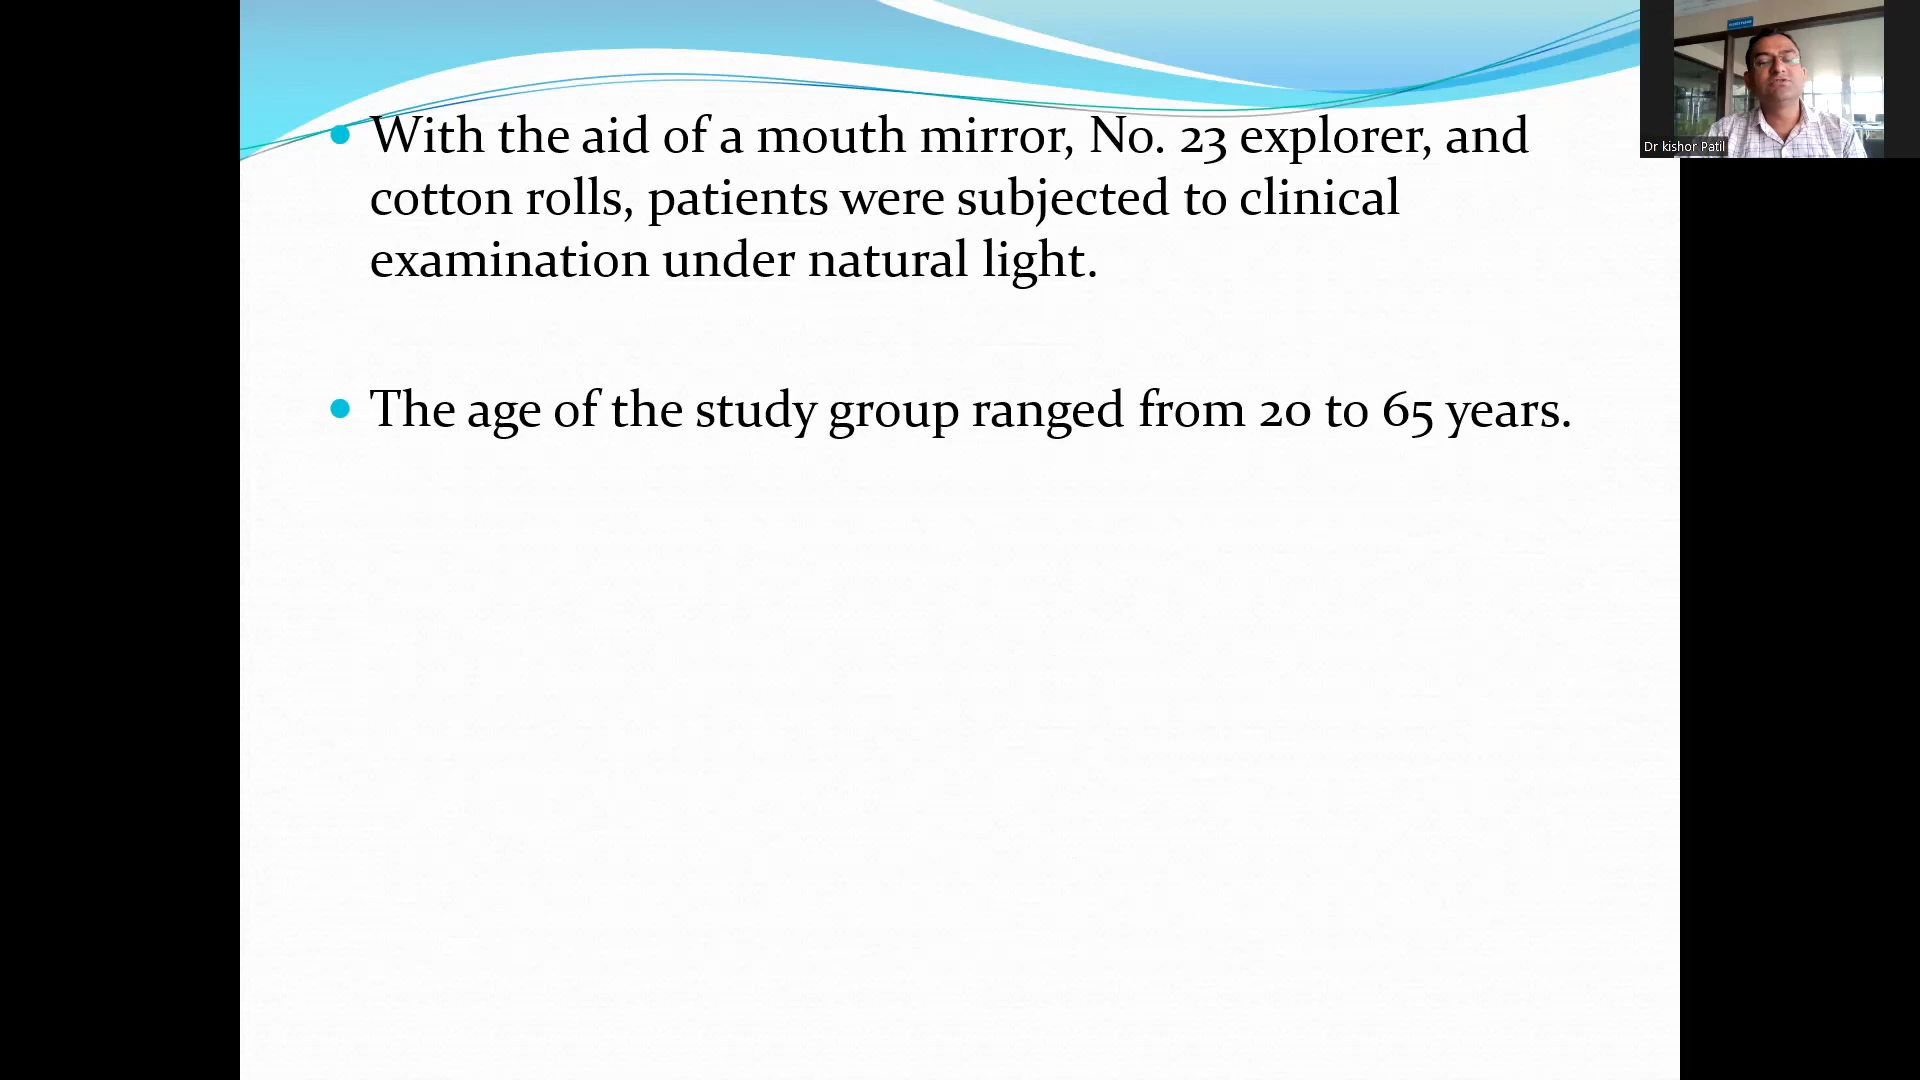 • With the aid of a mouth mirror, No. 23 explorer, and
cotton rolls, patients were subjected to clinical
examination under natural light.
• The age of the study group ranged from 20 to 65 years.
Dr kishor Patil